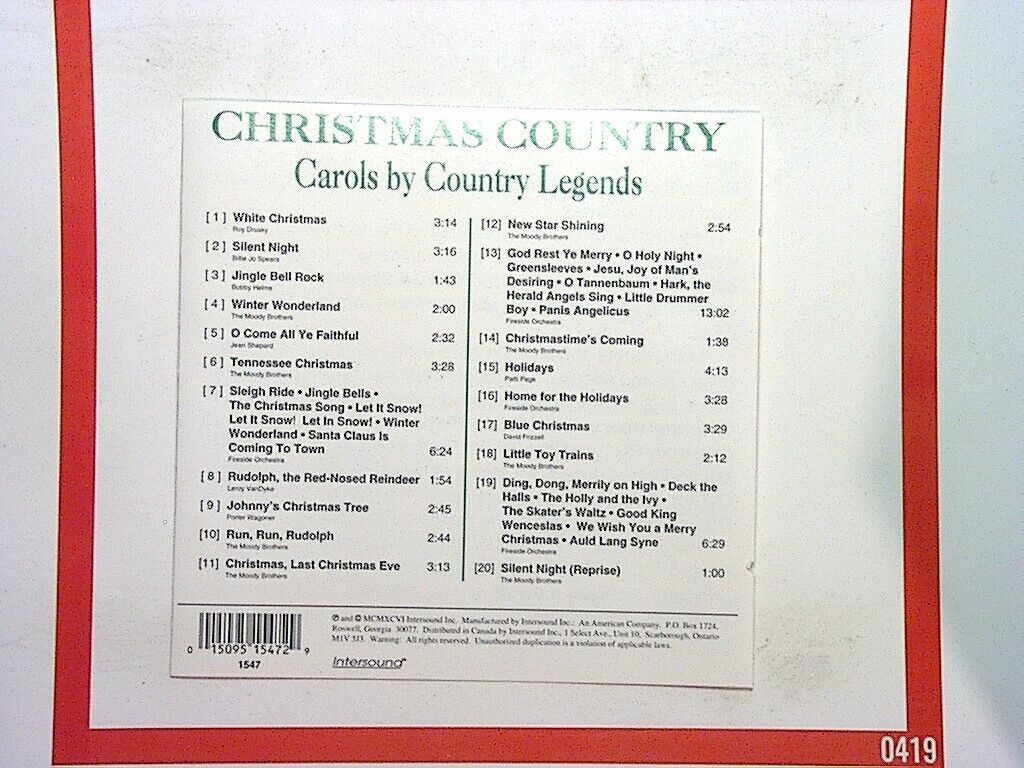 CHRISTMAS COUNTRY
Carols by Country Legends
[ 1 ] White Christmas 3:14
Roy Drusky
[ 2 ] Silent Night 3:16
Billie Jo Spears
[ 3 ] Jingle Bell Rock 1:43
Bobby Helms
[ 4 ] Winter Wonderland 2:00
The Moody Brothers
[ 5 ] O Come All Ye Faithful 2:32
Jean Shepard
[ 6 ] Tennessee Christmas 3:28
The Moody Brothers
[ 7 ] Sleigh Ride • Jingle Bells •
The Christmas Song • Let It Snow!
Let It Snow! Let In Snow! • Winter
Wonderland • Santa Claus Is
Coming To Town 6:24
Fireside Orchestra
[ 8 ] Rudolph, the Red-Nosed Reindeer 1:54
Leroy VanDyke
[ 9 ] Johnny's Christmas Tree 2:45
Porter Wagoner
[10] Run, Run, Rudolph 2:44
The Moody Brothers
[11] Christmas, Last Christmas Eve 3:13
The Moody Brothers
[12] New Star Shining 2:54
The Moody Brothers
[13] God Rest Ye Merry • O Holy Night •
Greensleeves • Jesu, Joy of Man's
Desiring • O Tannenbaum • Hark, the
Herald Angels Sing • Little Drummer
Boy • Panis Angelicus 13:02
Fireside Orchestra
[14] Christmastime's Coming 1:38
The Moody Brothers
[15] Holidays 4:13
Patti Page
[16] Home for the Holidays 3:28
Fireside Orchestra
[17] Blue Christmas 3:29
David Frizzell
[18] Little Toy Trains 2:12
The Moody Brothers
[19] Ding, Dong, Merrily on High • Deck the
Halls • The Holly and the Ivy •
The Skater's Waltz • Good King
Wenceslas • We Wish You a Merry
Christmas • Auld Lang Syne 6:29
Fireside Orchestra
[20] Silent Night (Reprise) 1:00
The Moody Brothers
0 15095 15472 9
1547
℗ and © MCMXCVI Intersound Inc. Manufactured by Intersound Inc.: An American Company. P.O. Box 1724,
Roswell, Georgia 30077. Distributed in Canada by Intersound Inc., 1 Select Ave., Unit 10, Scarborough, Ontario
M1V 5J3. Warning: All rights reserved. Unauthorized duplication is a violation of applicable laws.
Intersound™
0419